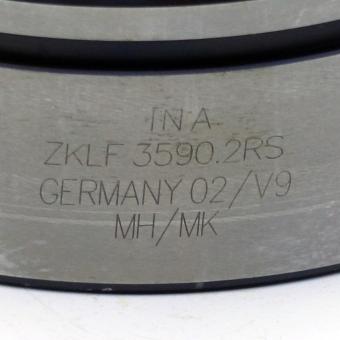 INA
ZKLF 3590.2RS
GERMANY 02/V9
MH/MK